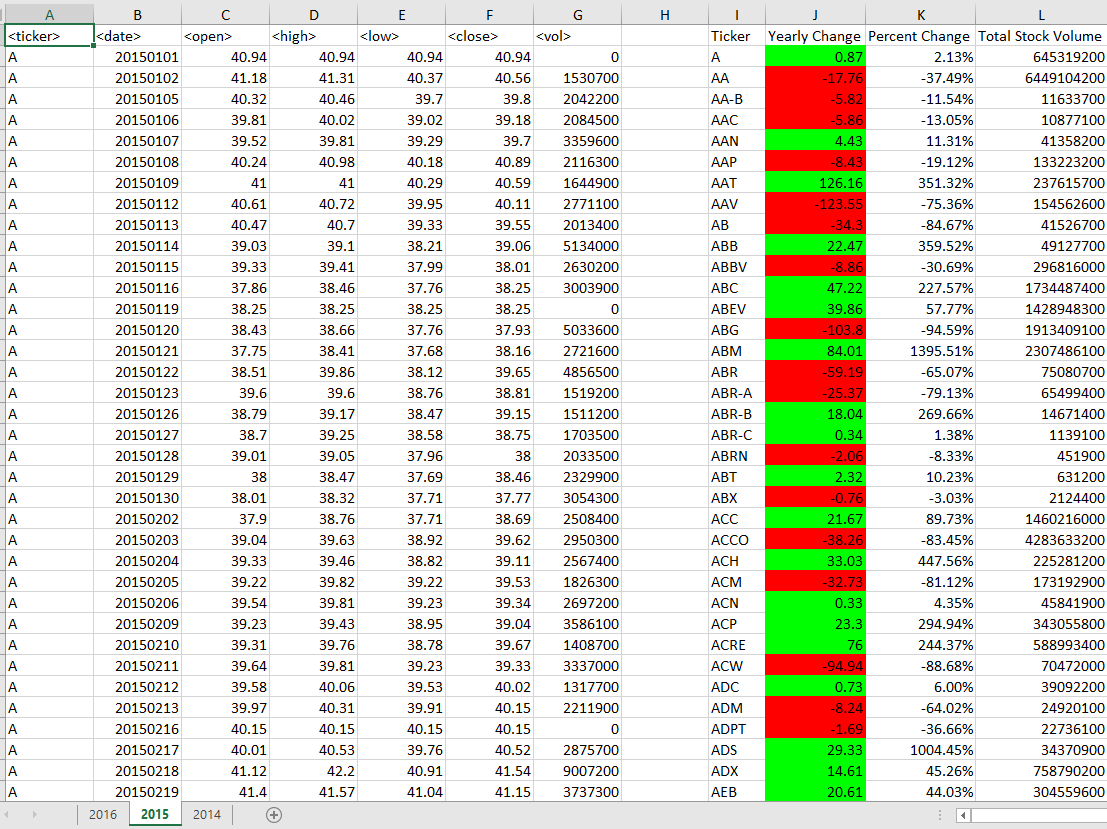 A B C D E F G H I J K L
<ticker> <date> <open> <high> <low> <close> <vol> Ticker Yearly Change Percent Change Total Stock Volume
A 20150101 40.94 40.94 40.94 40.94 0 A 0.87 2.13% 645319200
A 20150102 41.18 41.31 40.37 40.56 1530700 AA -17.76 -37.49% 6449104200
A 20150105 40.32 40.46 39.7 39.8 2042200 AA-B -5.82 -11.54% 11633700
A 20150106 39.81 40.02 39.02 39.18 2084500 AAC -5.86 -13.05% 10877100
A 20150107 39.52 39.81 39.29 39.7 3359600 AAN 4.43 11.31% 41358200
A 20150108 40.24 40.98 40.18 40.89 2116300 AAP -8.43 -19.12% 133223200
A 20150109 41 41 40.29 40.59 1644900 AAT 126.16 351.32% 237615700
A 20150112 40.61 40.72 39.95 40.11 2771100 AAV -123.55 -75.36% 154562600
A 20150113 40.47 40.7 39.33 39.55 2013400 AB -34.3 -84.67% 41526700
A 20150114 39.03 39.1 38.21 39.06 5134000 ABB 22.47 359.52% 49127700
A 20150115 39.33 39.41 37.99 38.01 2630200 ABBV -8.86 -30.69% 296816000
A 20150116 37.86 38.46 37.76 38.25 3003900 ABC 47.22 227.57% 1734487400
A 20150119 38.25 38.25 38.25 38.25 0 ABEV 39.86 57.77% 1428948300
A 20150120 38.43 38.66 37.76 37.93 5033600 ABG -103.8 -94.59% 1913409100
A 20150121 37.75 38.41 37.68 38.16 2721600 ABM 84.01 1395.51% 2307486100
A 20150122 38.51 39.86 38.12 39.65 4856500 ABR -59.19 -65.07% 75080700
A 20150123 39.6 39.6 38.76 38.81 1519200 ABR-A -25.37 -79.13% 65499400
A 20150126 38.79 39.17 38.47 39.15 1511200 ABR-B 18.04 269.66% 14671400
A 20150127 38.7 39.25 38.58 38.75 1703500 ABR-C 0.34 1.38% 1139100
A 20150128 39.01 39.05 37.96 38 2033500 ABRN -2.06 -8.33% 451900
A 20150129 38 38.47 37.69 38.46 2329900 ABT 2.32 10.23% 631200
A 20150130 38.01 38.32 37.71 37.77 3054300 ABX -0.76 -3.03% 2124400
A 20150202 37.9 38.76 37.71 38.69 2508400 ACC 21.67 89.73% 1460216000
A 20150203 39.04 39.63 38.92 39.62 2950300 ACCO -38.26 -83.45% 4283633200
A 20150204 39.33 39.46 38.82 39.11 2567400 ACH 33.03 447.56% 225281200
A 20150205 39.22 39.82 39.22 39.53 1826300 ACM -32.73 -81.12% 173192900
A 20150206 39.54 39.81 39.23 39.34 2697200 ACN 0.33 4.35% 45841900
A 20150209 39.23 39.43 38.95 39.04 3586100 ACP 23.3 294.94% 343055800
A 20150210 39.31 39.76 38.78 39.67 1408700 ACRE 76 244.37% 588993400
A 20150211 39.64 39.81 39.23 39.33 3337000 ACW -94.94 -88.68% 70472000
A 20150212 39.58 40.06 39.53 40.02 1317700 ADC 0.73 6.00% 39092200
A 20150213 39.97 40.31 39.91 40.15 2211900 ADM -8.24 -64.02% 24920100
A 20150216 40.15 40.15 40.15 40.15 0 ADPT -1.69 -36.66% 22736100
A 20150217 40.01 40.53 39.76 40.52 2875700 ADS 29.33 1004.45% 34370900
A 20150218 41.12 42.2 40.91 41.54 9007200 ADX 14.61 45.26% 758790200
A 20150219 41.4 41.57 41.04 41.15 3737300 AEB 20.61 44.03% 304559600
2016 2015 2014